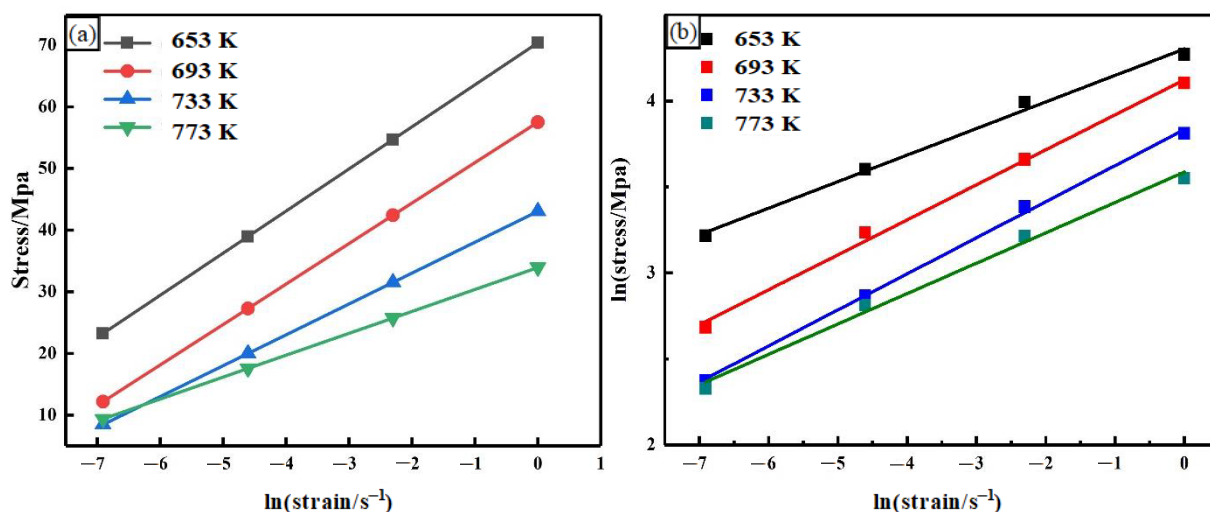 (a)
653 K
693 K
733 K
773 K
70
60
50
40
30
20
10
Stress/Mpa
−7 −6 −5 −4 −3 −2 −1 0 1
ln(strain/s⁻¹)
(b)
653 K
693 K
733 K
773 K
4
3
2
ln(stress/Mpa)
−7 −6 −5 −4 −3 −2 −1 0
ln(strain/s⁻¹)